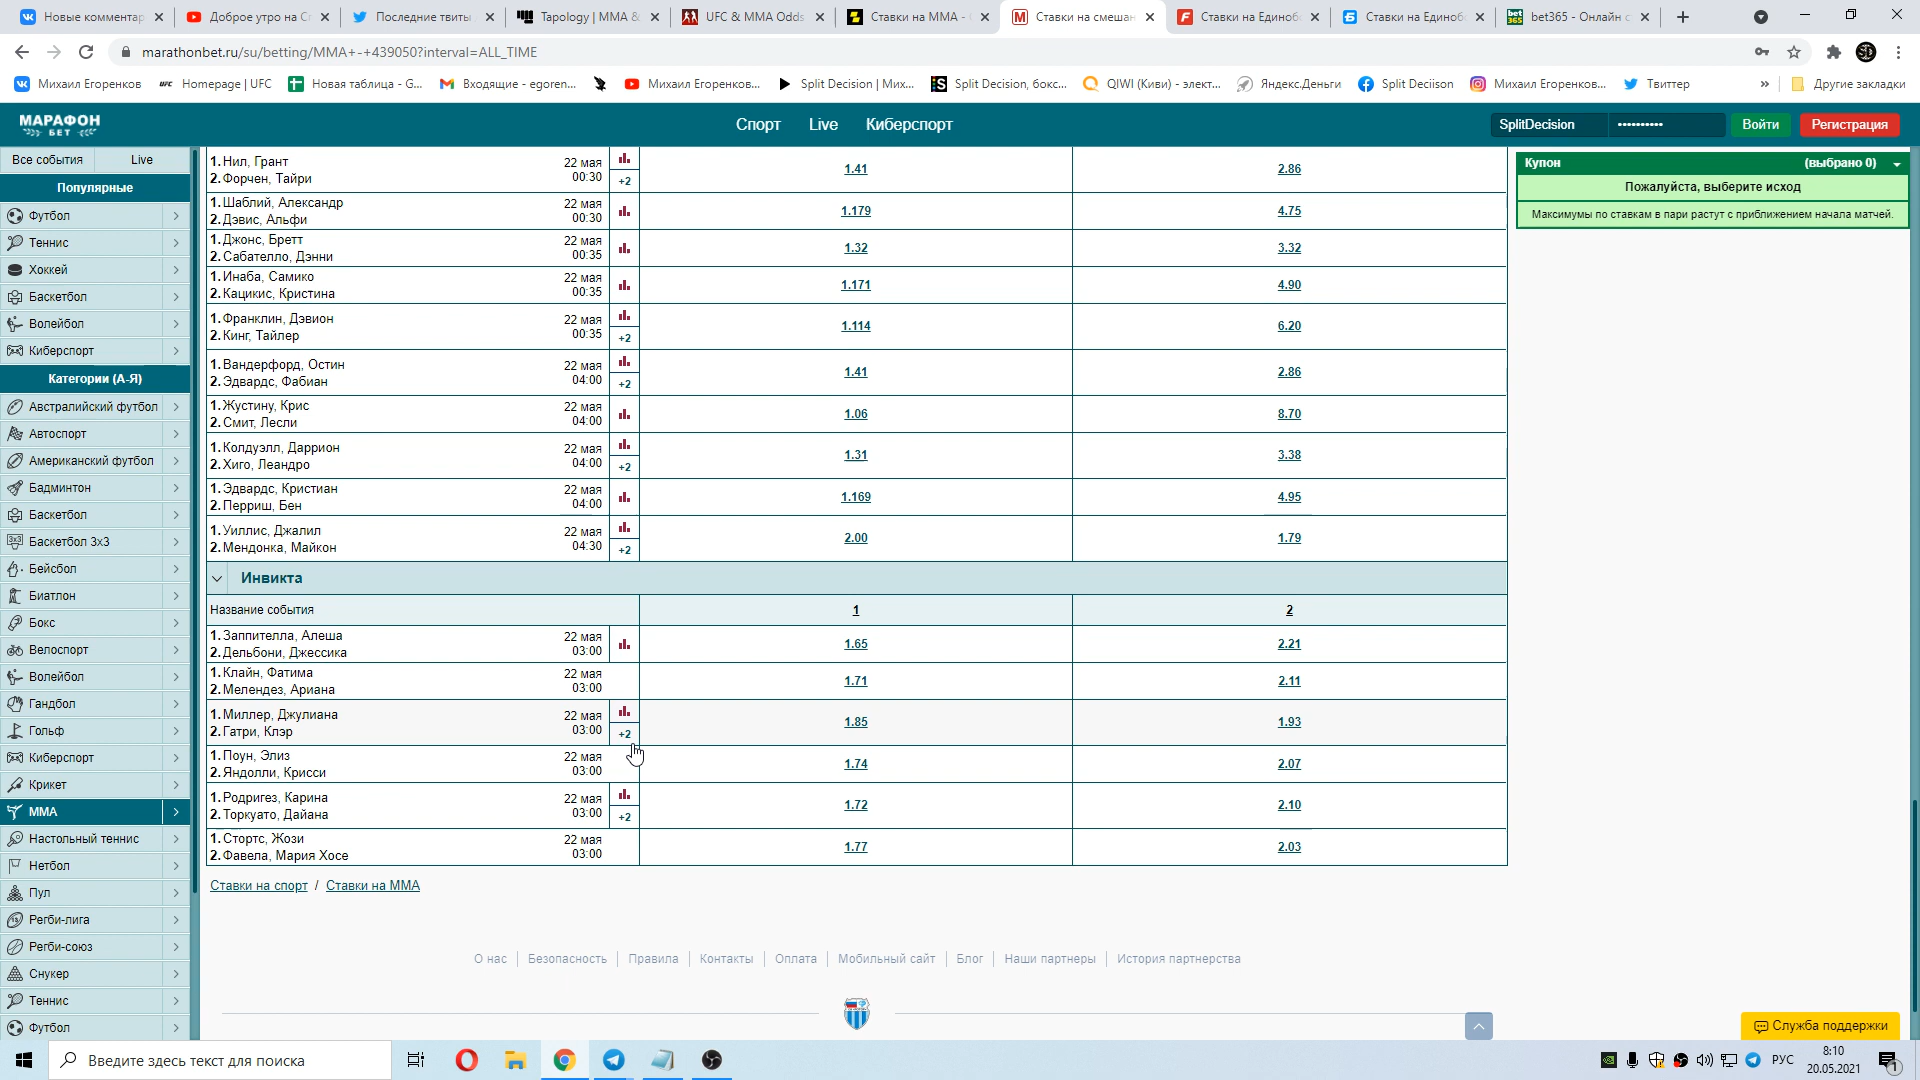 Новые комментар
Доброе утро на Сп
Последние твиты
Tapology | MMA &
UFC & MMA Odds
Ставки на ММА -
Ставки на смешан
Ставки на Единоб
Ставки на Единоб
bet365 - Онлайн с
marathonbet.ru/su/betting/MMA+-+439050?interval=ALL_TIME
Михаил Егоренков
Homepage | UFC
Новая таблица - G...
Входящие - egoren...
Михаил Егоренков...
Split Decision | Мих...
Split Decision, бокс...
QIWI (Киви) - элект...
Яндекс.Деньги
Split Deciison
Михаил Егоренков...
Твиттер
»
Другие закладки
МАРАФОН
БЕТ
Спорт
Live
Киберспорт
SplitDecision
••••••••••
Войти
Регистрация
Все события
Live
Популярные
Футбол
Теннис
Хоккей
Баскетбол
Волейбол
Киберспорт
Категории (А-Я)
Австралийский футбол
Автоспорт
Американский футбол
Бадминтон
Баскетбол
Баскетбол 3x3
Бейсбол
Биатлон
Бокс
Велоспорт
Волейбол
Гандбол
Гольф
Киберспорт
Крикет
ММА
Настольный теннис
Нетбол
Пул
Регби-лига
Регби-союз
Снукер
Теннис
Футбол
1.Нил, Грант 22 мая 1.41 2.86
2.Форчен, Тайри 00:30 +2
1.Шаблий, Александр 22 мая 1.179 4.75
2.Дэвис, Альфи 00:30
1.Джонс, Бретт 22 мая 1.32 3.32
2.Сабателло, Дэнни 00:35
1.Инаба, Самико 22 мая 1.171 4.90
2.Кацикис, Кристина 00:35
1.Франклин, Дэвион 22 мая 1.114 6.20
2.Кинг, Тайлер 00:35 +2
1.Вандерфорд, Остин 22 мая 1.41 2.86
2.Эдвардс, Фабиан 04:00 +2
1.Жустину, Крис 22 мая 1.06 8.70
2.Смит, Лесли 04:00
1.Колдуэлл, Даррион 22 мая 1.31 3.38
2.Хиго, Леандро 04:00 +2
1.Эдвардс, Кристиан 22 мая 1.169 4.95
2.Перриш, Бен 04:00
1.Уиллис, Джалил 22 мая 2.00 1.79
2.Мендонка, Майкон 04:30 +2
Инвикта
Название события 1 2
1.Заппителла, Алеша 22 мая 1.65 2.21
2.Дельбони, Джессика 03:00
1.Клайн, Фатима 22 мая 1.71 2.11
2.Мелендез, Ариана 03:00
1.Миллер, Джулиана 22 мая 1.85 1.93
2.Гатри, Клэр 03:00 +2
1.Поун, Элиз 22 мая 1.74 2.07
2.Яндолли, Крисси 03:00
1.Родригез, Карина 22 мая 1.72 2.10
2.Торкуато, Дайана 03:00 +2
1.Стортс, Жози 22 мая 1.77 2.03
2.Фавела, Мария Хосе 03:00
Ставки на спорт / Ставки на ММА
О нас
Безопасность
Правила
Контакты
Оплата
Мобильный сайт
Блог
Наши партнеры
История партнерства
Купон (выбрано 0)
Пожалуйста, выберите исход
Максимумы по ставкам в пари растут с приближением начала матчей.
Служба поддержки
Введите здесь текст для поиска
РУС
8:10
20.05.2021
1